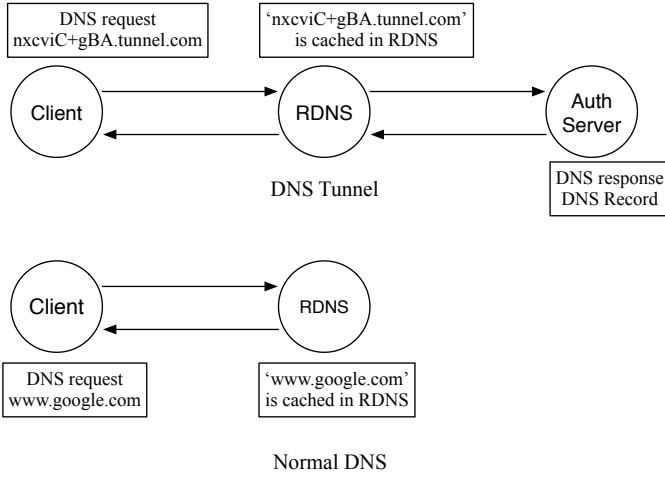 DNS request
nxcviC+gBA.tunnel.com
‘nxcviC+gBA.tunnel.com’
is cached in RDNS
Client
RDNS
Auth
Server
DNS response
DNS Record
DNS Tunnel
Client
RDNS
DNS request
www.google.com
‘www.google.com’
is cached in RDNS
Normal DNS